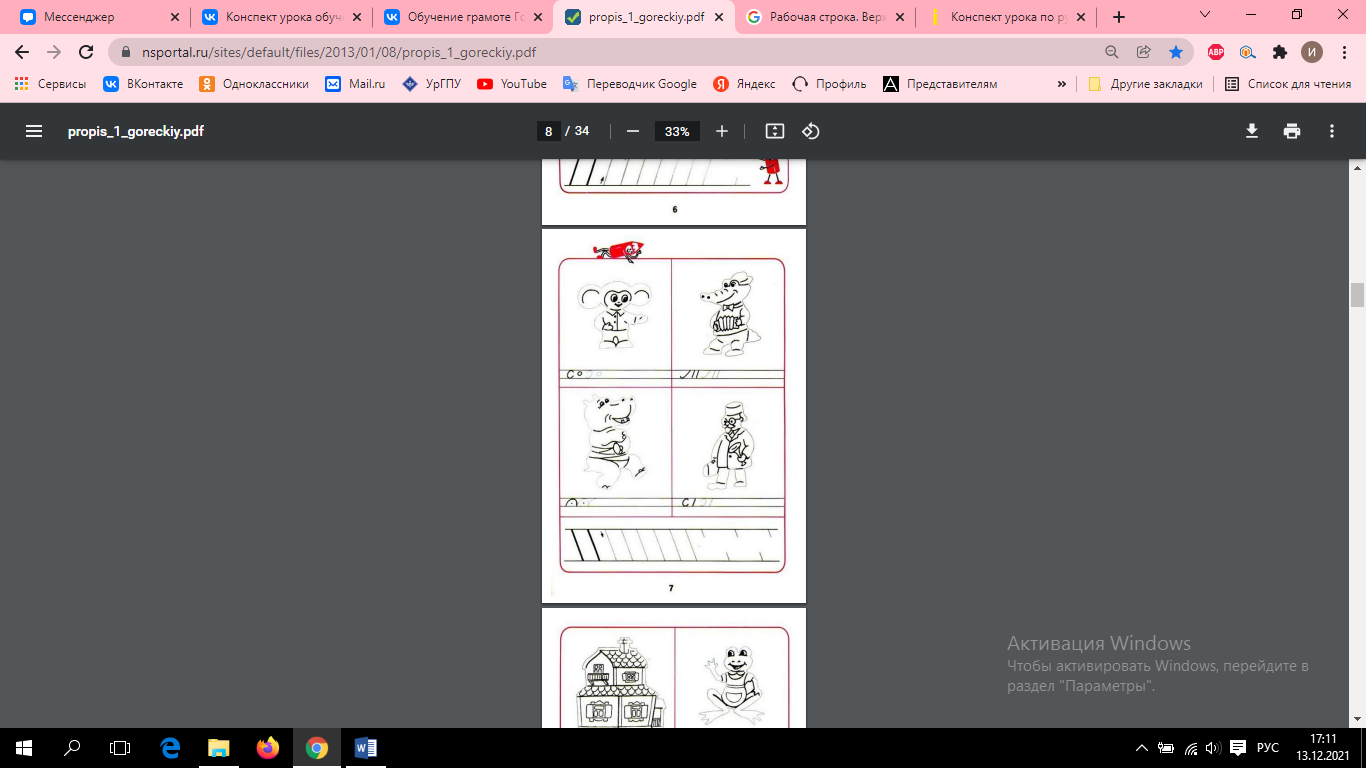 Мессенджер
Конспект урока обуч
Обучение грамоте Го
propis_1_goreckiy.pdf
Рабочая строка. Верх
Конспект урока по ру
nsportal.ru/sites/default/files/2013/01/08/propis_1_goreckiy.pdf
ABP
И
Сервисы
ВКонтакте
Одноклассники
Mail.ru
УрГПУ
YouTube
Переводчик Google
Яндекс
Профиль
Представителям
»
Другие закладки
Список для чтения
propis_1_goreckiy.pdf
8 / 34
33%
6
7
Активация Windows
Чтобы активировать Windows, перейдите в
раздел "Параметры".
РУС
17:11
13.12.2021